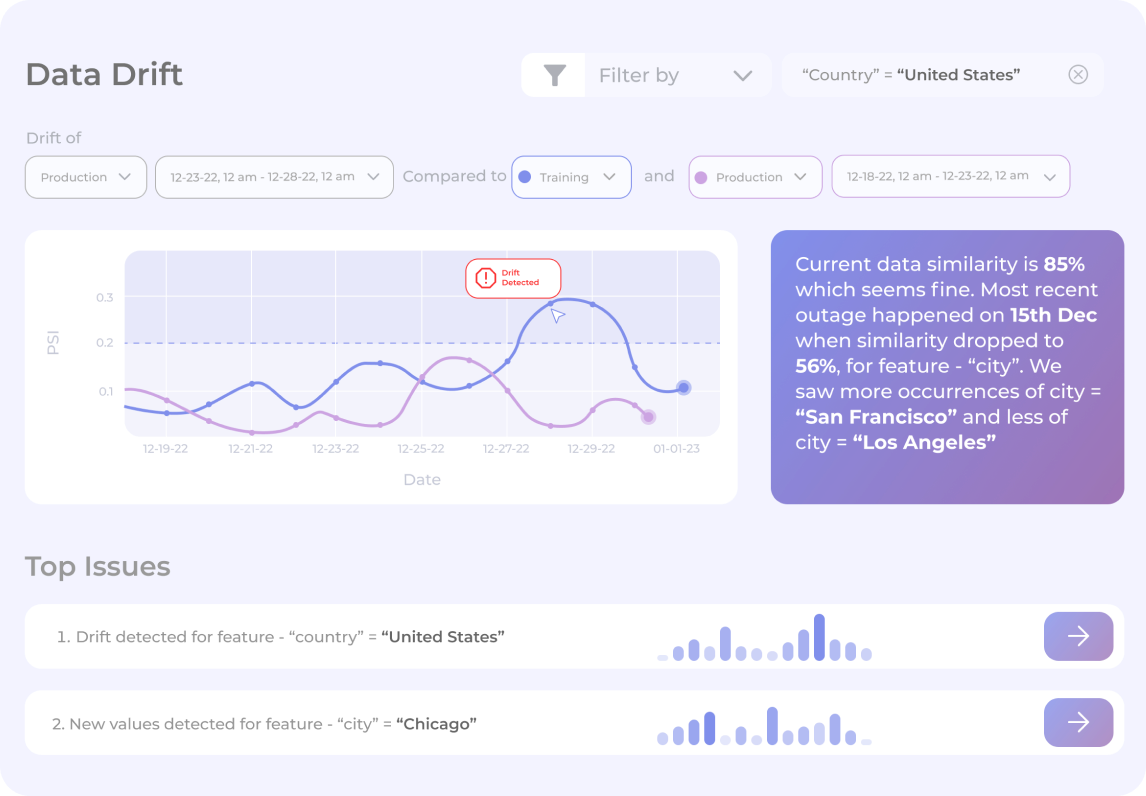 Data Drift
Filter by
“Country” = “United States”
Drift of
Production
12-23-22, 12 am - 12-28-22, 12 am
Compared to
Training
and
Production
12-18-22, 12 am - 12-23-22, 12 am
Drift
Detected
0.3
0.2
0.1
PSI
12-19-22
12-21-22
12-23-22
12-25-22
12-27-22
12-29-22
01-01-23
Date
Current data similarity is 85%
which seems fine. Most recent
outage happened on 15th Dec
when similarity dropped to
56%, for feature - “city”. We
saw more occurrences of city =
“San Francisco” and less of
city = “Los Angeles”
Top Issues
1. Drift detected for feature - “country” = “United States”
2. New values detected for feature - “city” = “Chicago”